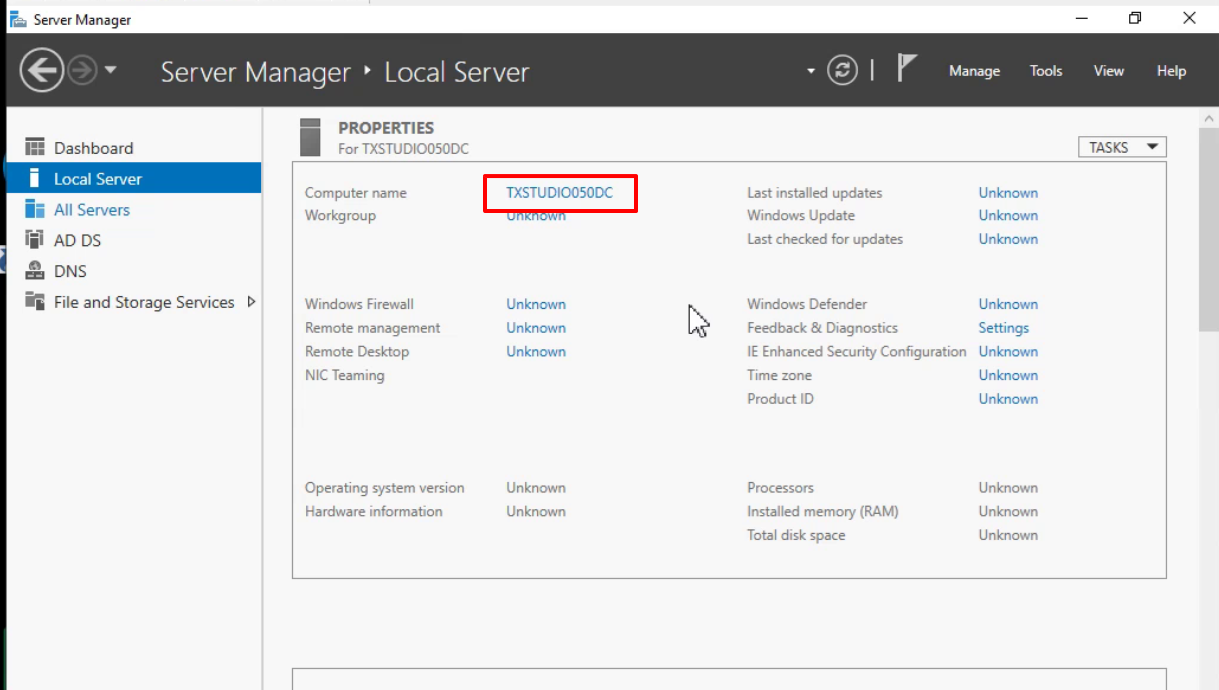 Server Manager
Server Manager
Local Server
Manage
Tools
View
Help
Dashboard
Local Server
All Servers
AD DS
DNS
File and Storage Services
PROPERTIES
For TXSTUDIO050DC
TASKS
Computer name TXSTUDIO050DC
Workgroup Unknown
Last installed updates Unknown
Windows Update Unknown
Last checked for updates Unknown
Windows Firewall Unknown
Remote management Unknown
Remote Desktop Unknown
NIC Teaming
Windows Defender Unknown
Feedback & Diagnostics Settings
IE Enhanced Security Configuration Unknown
Time zone Unknown
Product ID Unknown
Operating system version Unknown
Hardware information Unknown
Processors Unknown
Installed memory (RAM) Unknown
Total disk space Unknown